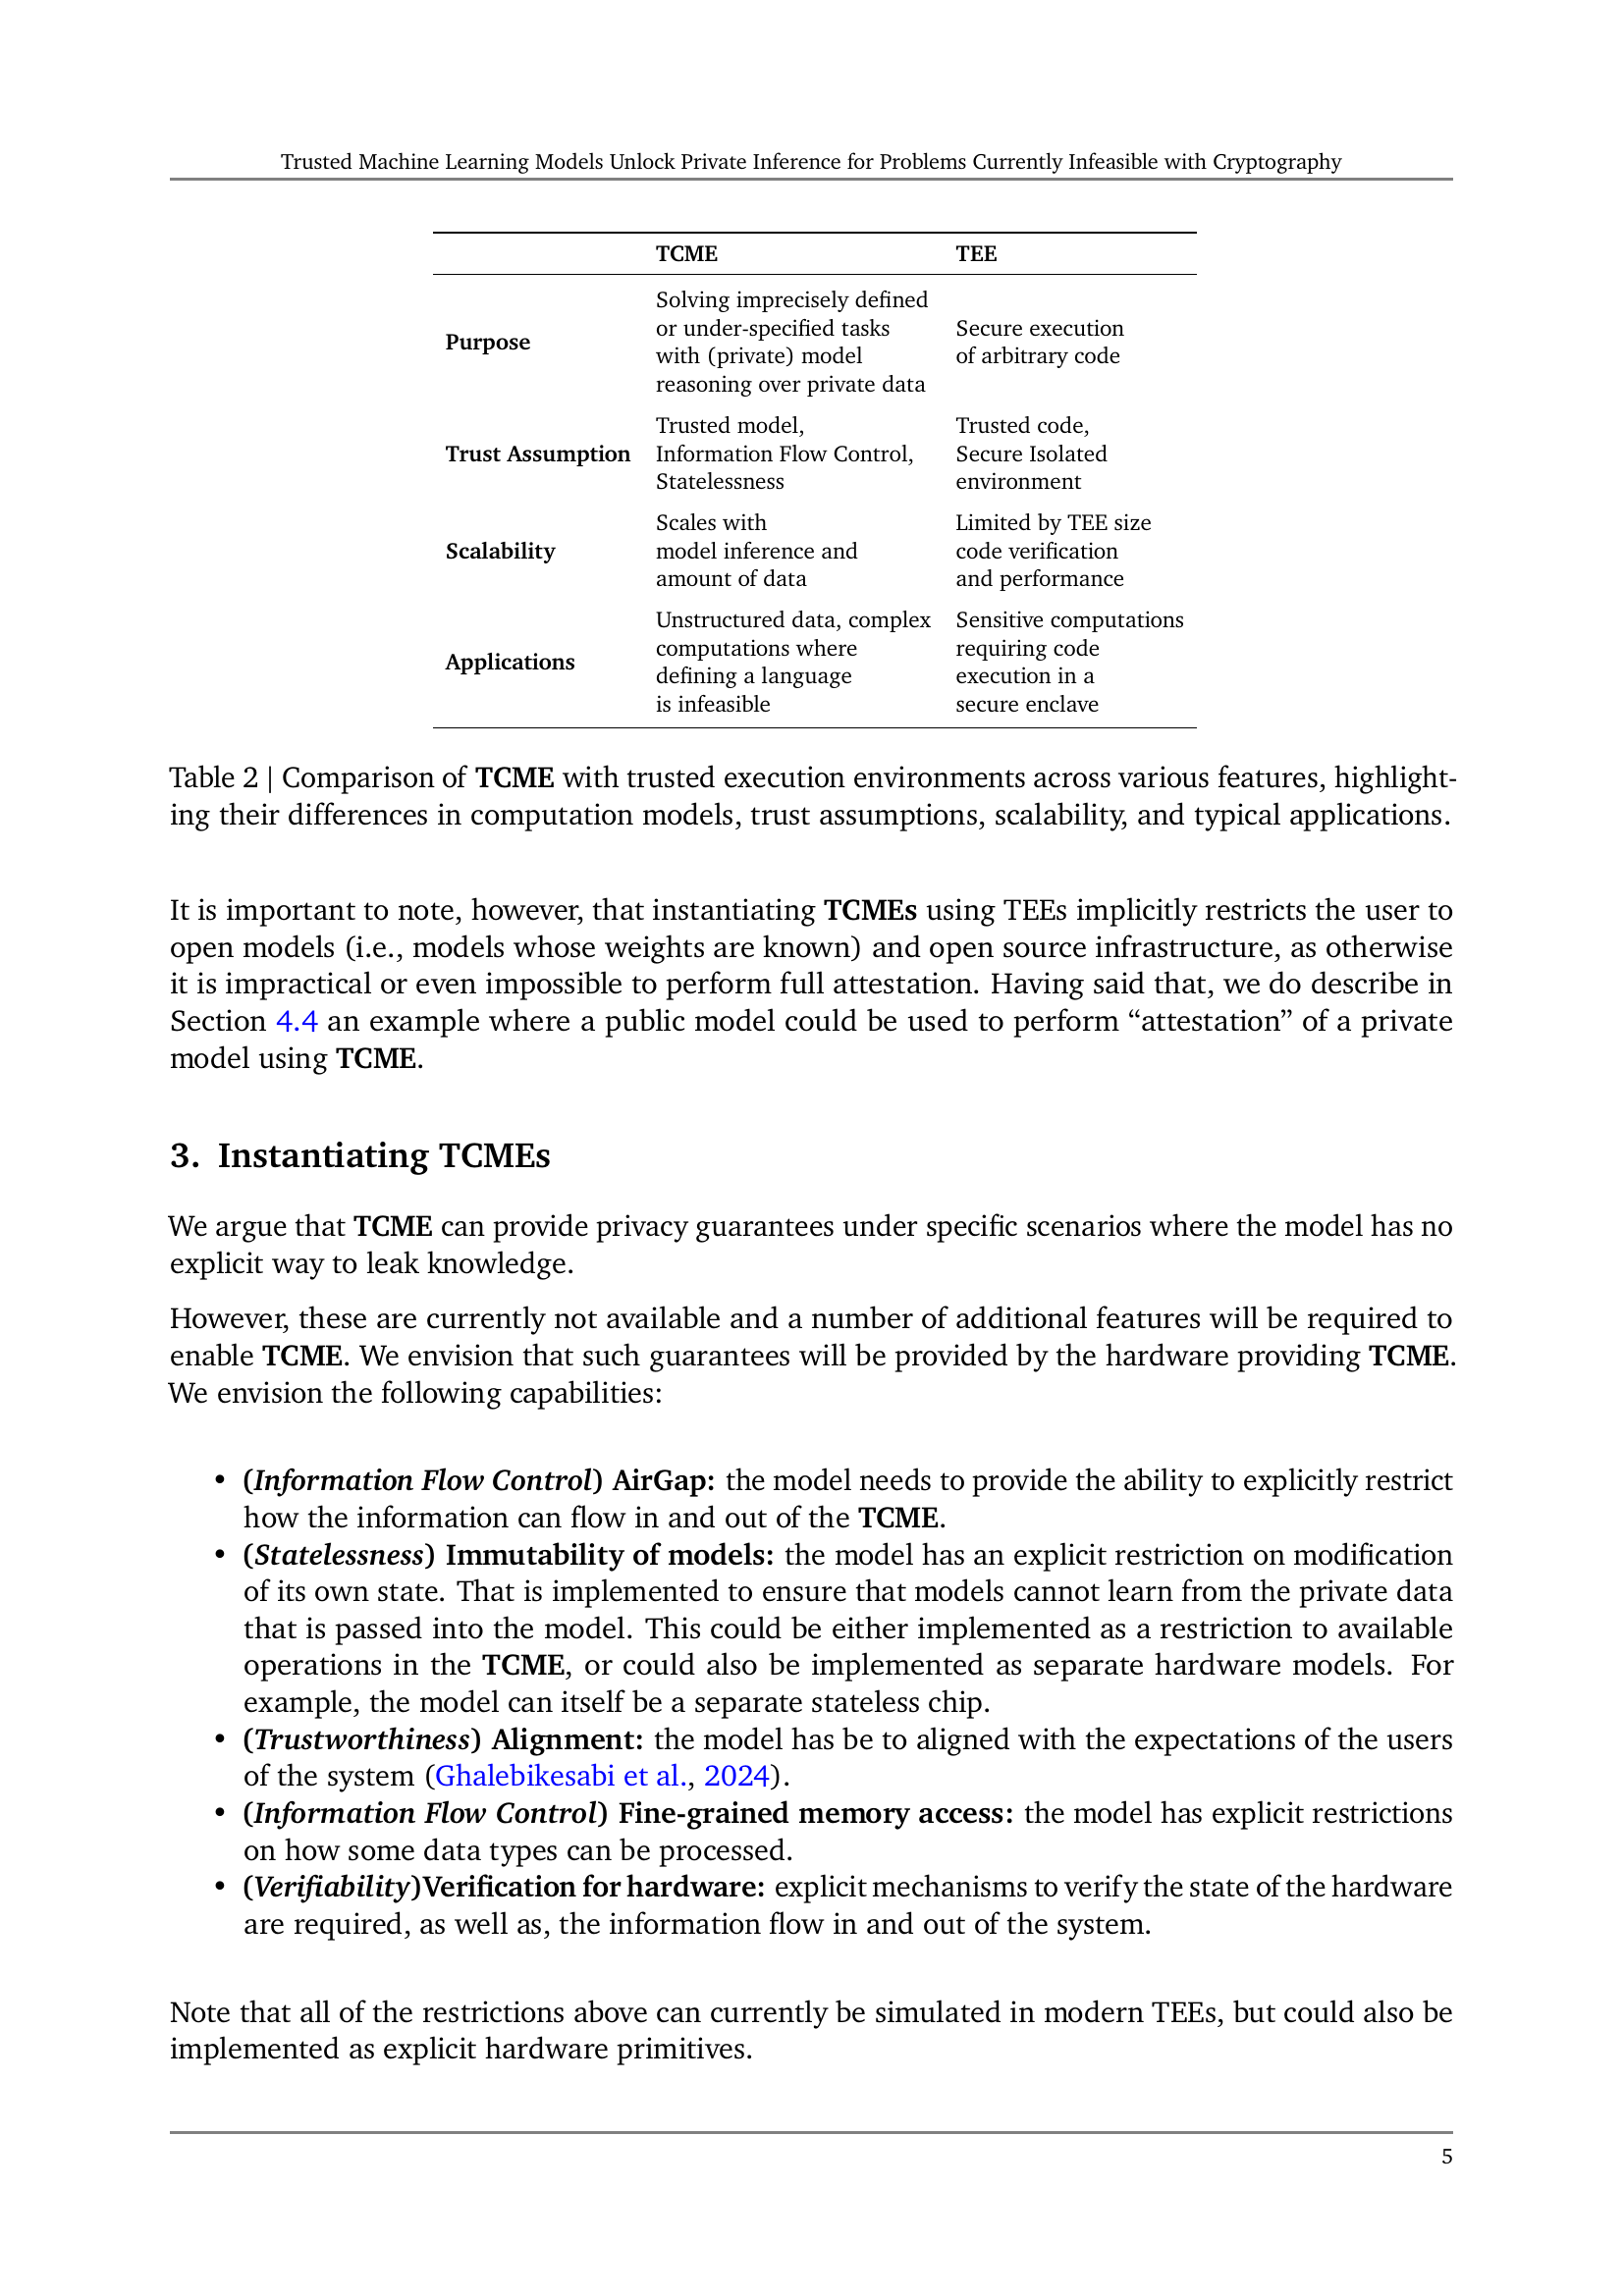 Trusted Machine Learning Models Unlock Private Inference for Problems Currently Infeasible with Cryptography
TCME TEE
Purpose
Solving imprecisely defined
or under-specified tasks
with (private) model
reasoning over private data
Secure execution
of arbitrary code
Trust Assumption
Trusted model,
Information Flow Control,
Statelessness
Trusted code,
Secure Isolated
environment
Scalability
Scales with
model inference and
amount of data
Limited by TEE size
code verification
and performance
Applications
Unstructured data, complex
computations where
defining a language
is infeasible
Sensitive computations
requiring code
execution in a
secure enclave
Table 2 | Comparison of TCME with trusted execution environments across various features, highlight-
ing their differences in computation models, trust assumptions, scalability, and typical applications.
It is important to note, however, that instantiating TCMEs using TEEs implicitly restricts the user to
open models (i.e., models whose weights are known) and open source infrastructure, as otherwise
it is impractical or even impossible to perform full attestation. Having said that, we do describe in
Section 4.4 an example where a public model could be used to perform “attestation” of a private
model using TCME.
3. Instantiating TCMEs
We argue that TCME can provide privacy guarantees under specific scenarios where the model has no
explicit way to leak knowledge.
However, these are currently not available and a number of additional features will be required to
enable TCME. We envision that such guarantees will be provided by the hardware providing TCME.
We envision the following capabilities:
• (Information Flow Control) AirGap: the model needs to provide the ability to explicitly restrict
how the information can flow in and out of the TCME.
• (Statelessness) Immutability of models: the model has an explicit restriction on modification
of its own state. That is implemented to ensure that models cannot learn from the private data
that is passed into the model. This could be either implemented as a restriction to available
operations in the TCME, or could also be implemented as separate hardware models. For
example, the model can itself be a separate stateless chip.
• (Trustworthiness) Alignment: the model has be to aligned with the expectations of the users
of the system (Ghalebikesabi et al., 2024).
• (Information Flow Control) Fine-grained memory access: the model has explicit restrictions
on how some data types can be processed.
• (Verifiability)Verification for hardware: explicit mechanisms to verify the state of the hardware
are required, as well as, the information flow in and out of the system.
Note that all of the restrictions above can currently be simulated in modern TEEs, but could also be
implemented as explicit hardware primitives.
5